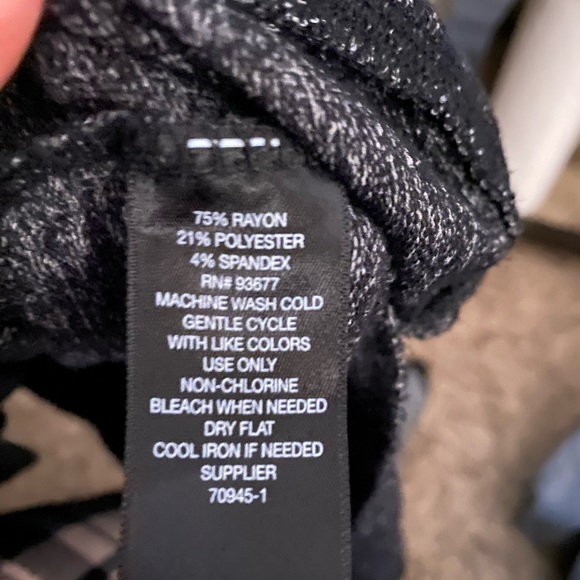 75% RAYON
21% POLYESTER
4% SPANDEX
RN# 93677
MACHINE WASH COLD
GENTLE CYCLE
WITH LIKE COLORS
USE ONLY
NON-CHLORINE
BLEACH WHEN NEEDED
DRY FLAT
COOL IRON IF NEEDED
SUPPLIER
70945-1